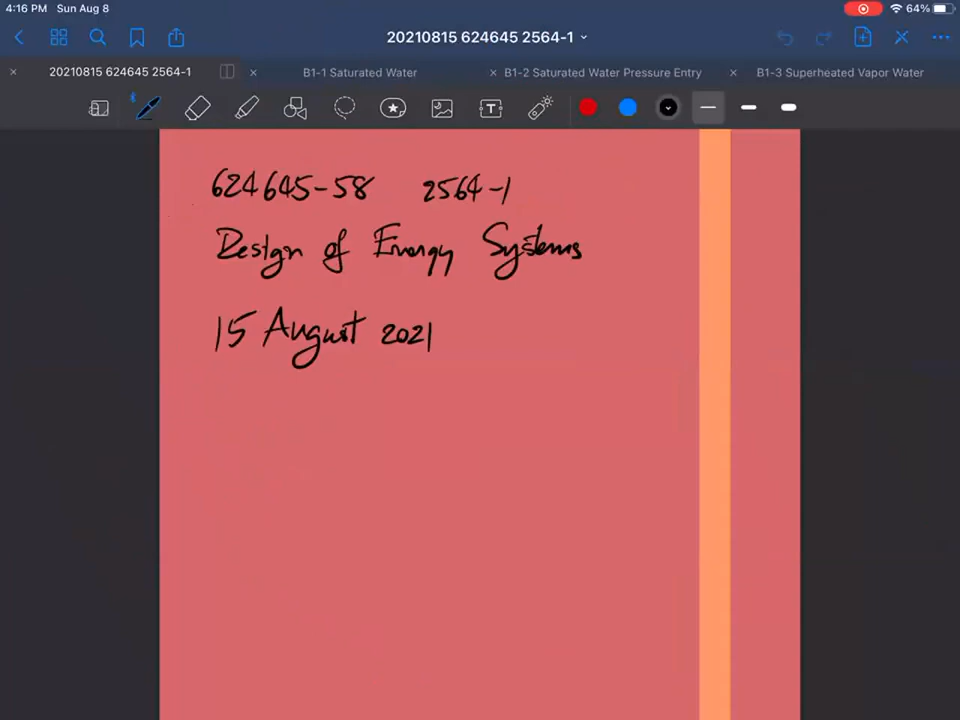 4:16 PM Sun Aug 8 64%
20210815 624645 2564-1
20210815 624645 2564-1 B1-1 Saturated Water B1-2 Saturated Water Pressure Entry B1-3 Superheated Vapor Water
T
624645-58 2564-1
Design of Energy Systems
15 August 2021